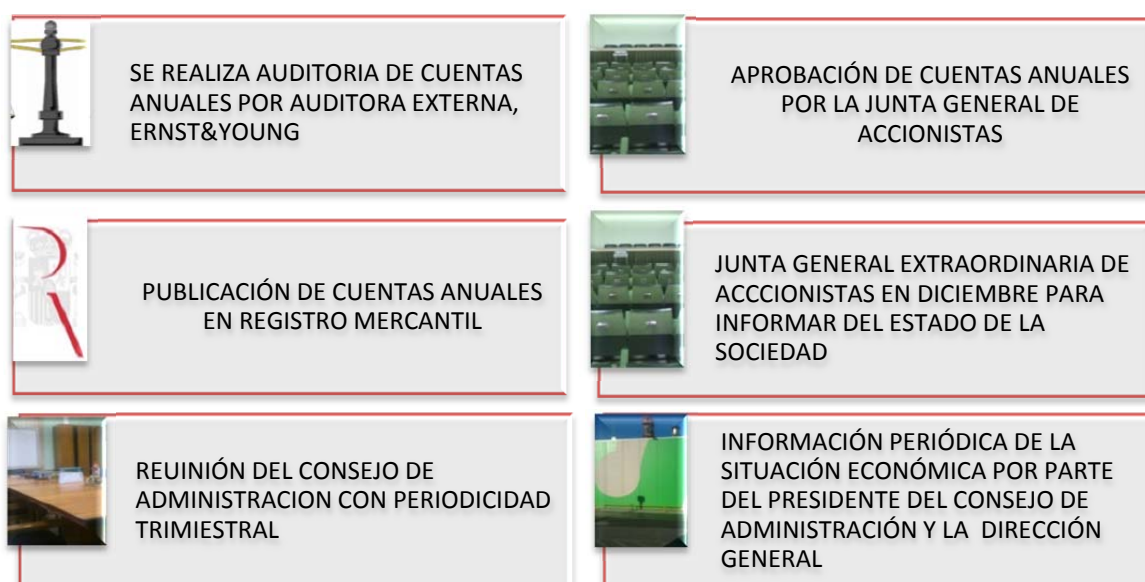 SE REALIZA AUDITORIA DE CUENTAS
ANUALES POR AUDITORA EXTERNA,
ERNST&YOUNG
APROBACIÓN DE CUENTAS ANUALES
POR LA JUNTA GENERAL DE
ACCIONISTAS
PUBLICACIÓN DE CUENTAS ANUALES
EN REGISTRO MERCANTIL
JUNTA GENERAL EXTRAORDINARIA DE
ACCCIONISTAS EN DICIEMBRE PARA
INFORMAR DEL ESTADO DE LA
SOCIEDAD
REUINIÓN DEL CONSEJO DE
ADMINISTRACION CON PERIODICIDAD
TRIMIESTRAL
INFORMACIÓN PERIÓDICA DE LA
SITUACIÓN ECONÓMICA POR PARTE
DEL PRESIDENTE DEL CONSEJO DE
ADMINISTRACIÓN Y LA DIRECCIÓN
GENERAL